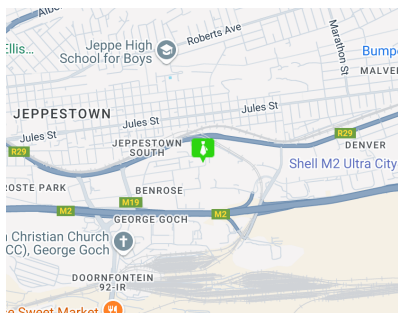 Albe
Ellis...
Jeppe High
School for Boys
Roberts Ave
Marathon St
Bump
MALVE
JEPPESTOWN
Jules St
Jules St
Jules St
R29
JEPPESTOWN
SOUTH
R29
DENVER
Shell M2 Ultra City
ROSTE PARK
BENROSE
M19
M2
GEORGE GOCH
M2
n Christian Church
CC), George Goch
DOORNFONTEIN
92-IR
e Sweet Market